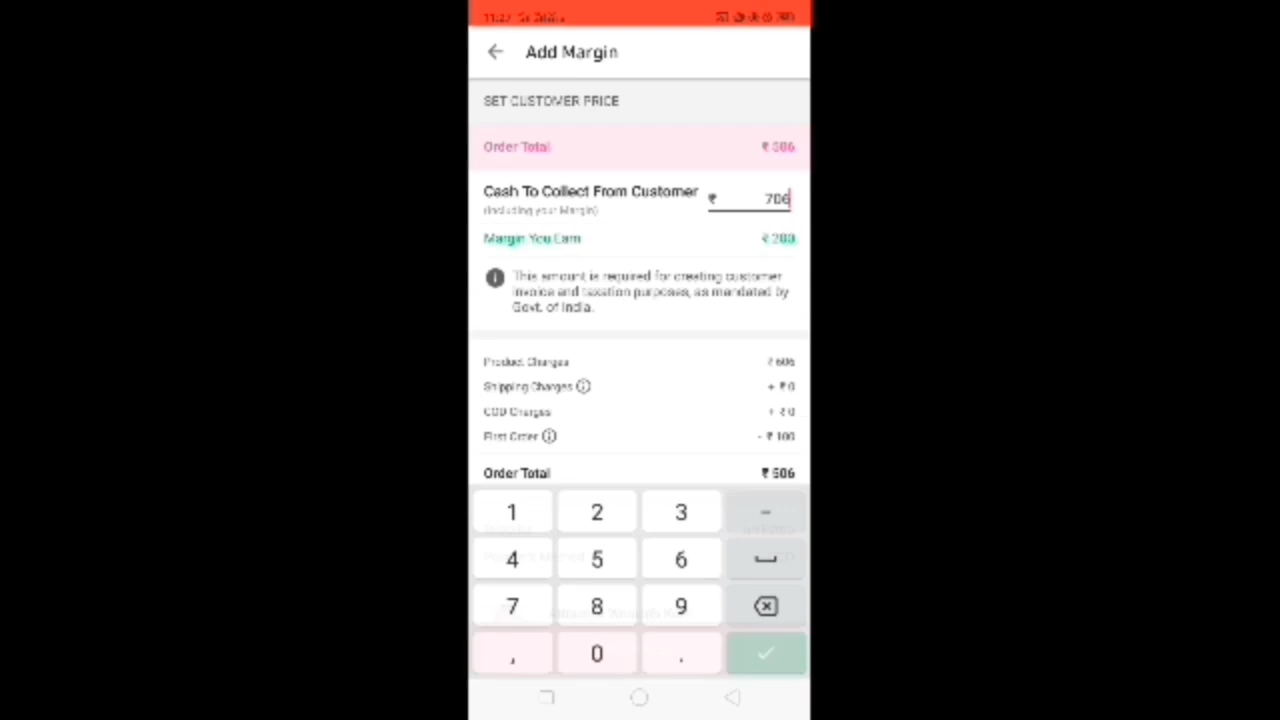 Add Margin
SET CUSTOMER PRICE
Order Total ₹ 506
Cash To Collect From Customer ₹ 706
(Including your Margin)
Margin You Earn ₹ 200
This amount is required for creating customer
invoice and taxation purposes, as mandated by
Govt. of India.
Product Charges ₹ 606
Shipping Charges + ₹ 0
COD Charges + ₹ 0
First Order - ₹ 100
Order Total ₹ 506
1 2 3 -
4 5 6
7 8 9
, 0 .